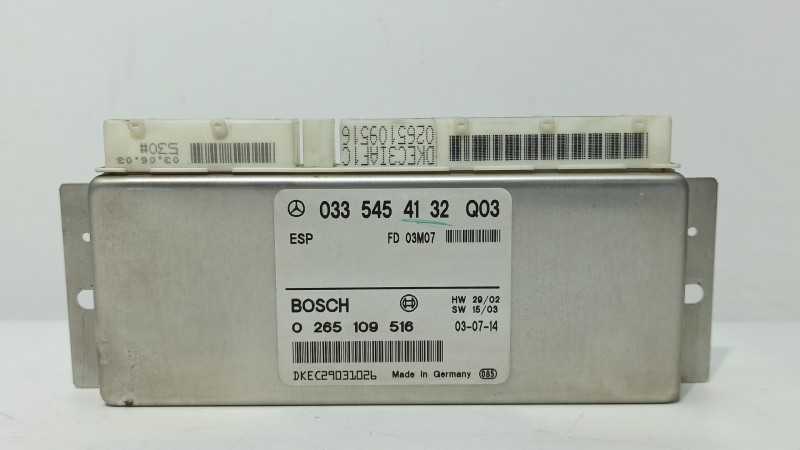 03.06.03 530#
DKEC31AF1C
0265109516
033 545 41 32 Q03
ESP FD 03M07
BOSCH HW 29/02
SW 15/03
0 265 109 516 03-07-14
DKEC29031026 Made in Germany 085